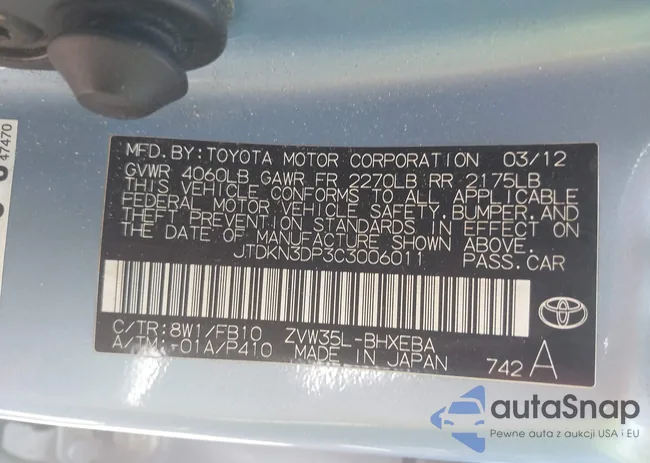 47470
MFD. BY: TOYOTA MOTOR CORPORATION 03/12
GVWR 4060LB GAWR FR 2270LB RR 2175LB
THIS VEHICLE CONFORMS TO ALL APPLICABLE
FEDERAL MOTOR VEHICLE SAFETY, BUMPER, AND
THEFT PREVENTION STANDARDS IN EFFECT ON
THE DATE OF MANUFACTURE SHOWN ABOVE.
JTDKN3DP3C3006011 PASS. CAR
C/TR: 8W1/FB10 ZVW35L-BHXEBA
A/TM: -01A/P410 MADE IN JAPAN
742 A
autaSnap
Pewne auta z aukcji USA i EU